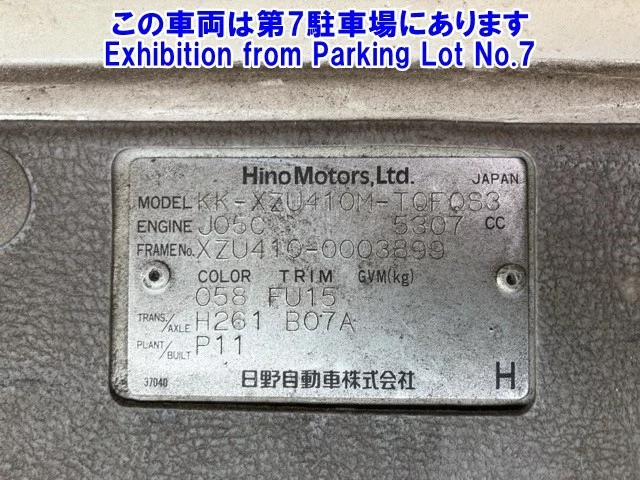 この車両は第7駐車場にあります
Exhibition from Parking Lot No.7
Hino Motors, Ltd. JAPAN
MODEL KK-XZU410M-TQFQS3
ENGINE J05C 5307 CC
FRAME No. XZU410-0003899
COLOR TRIM GVM(kg)
058 FU15
TRANS./AXLE H261 B07A
PLANT/BUILT P11
37040 日野自動車株式会社 H